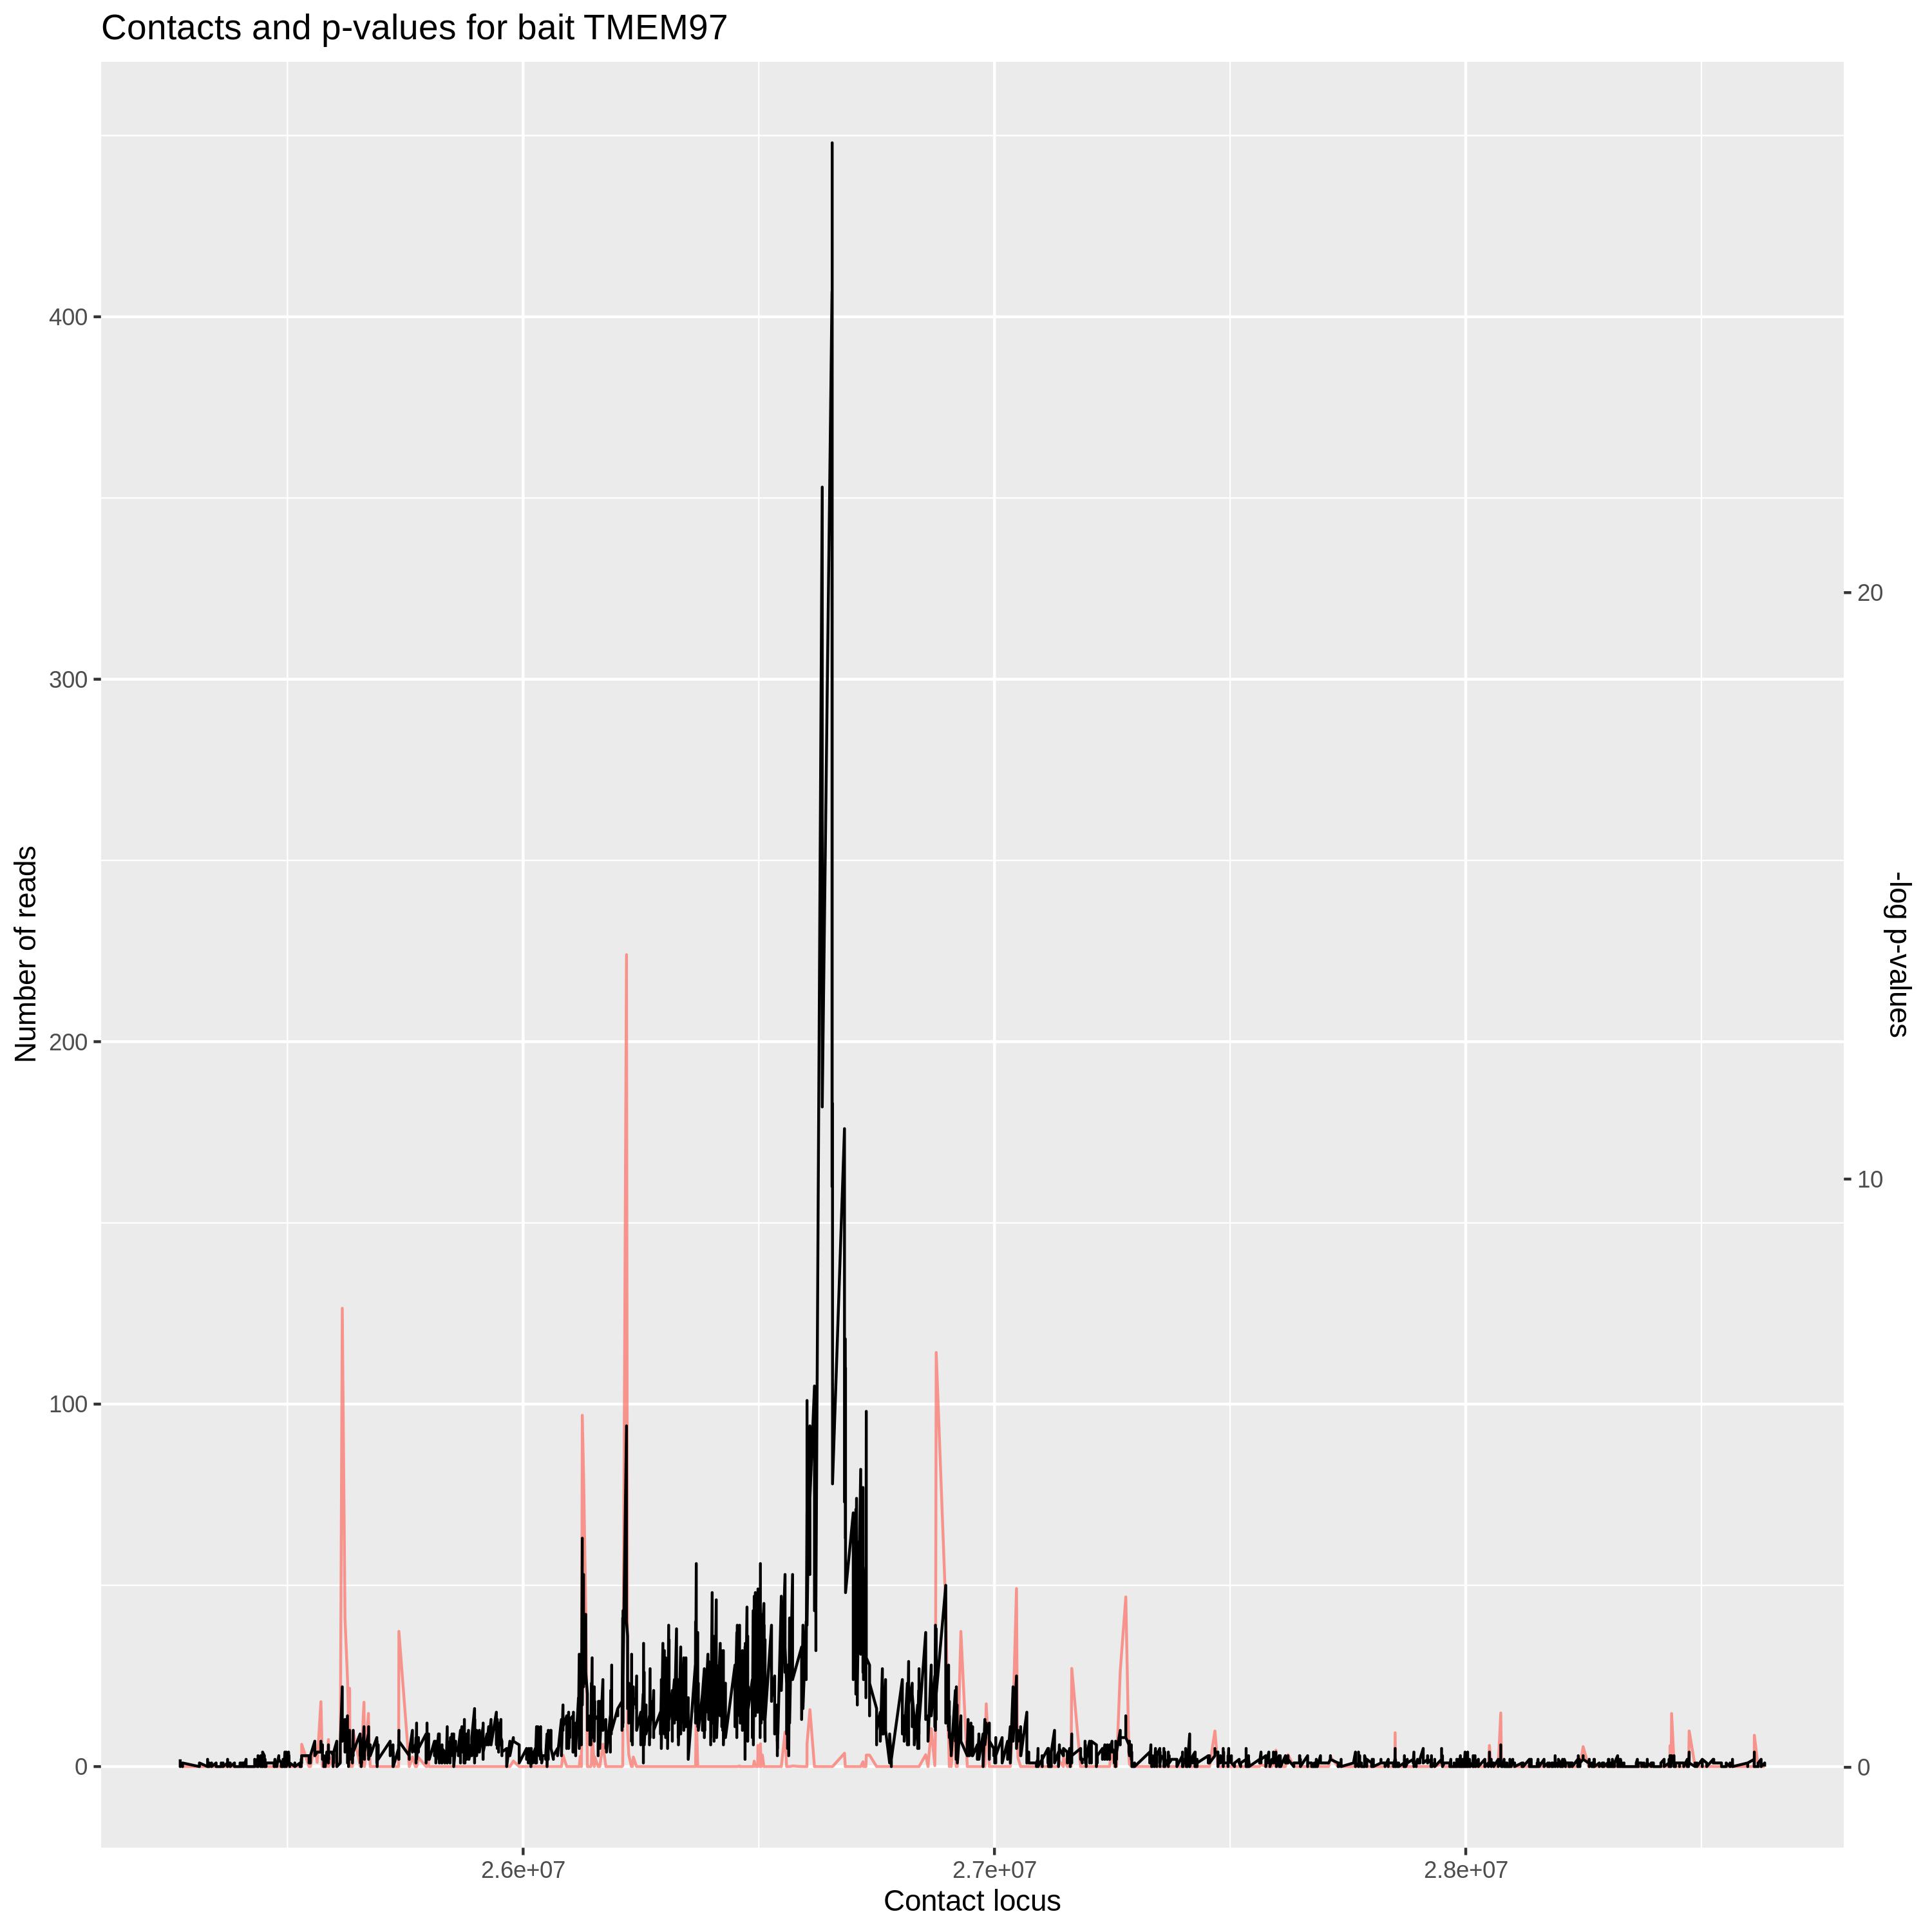 Contacts and p-values for bait TMEM97
400
300
200
100
0
20
10
0
Number of reads
-log p-values
2.6e+07
2.7e+07
2.8e+07
Contact locus